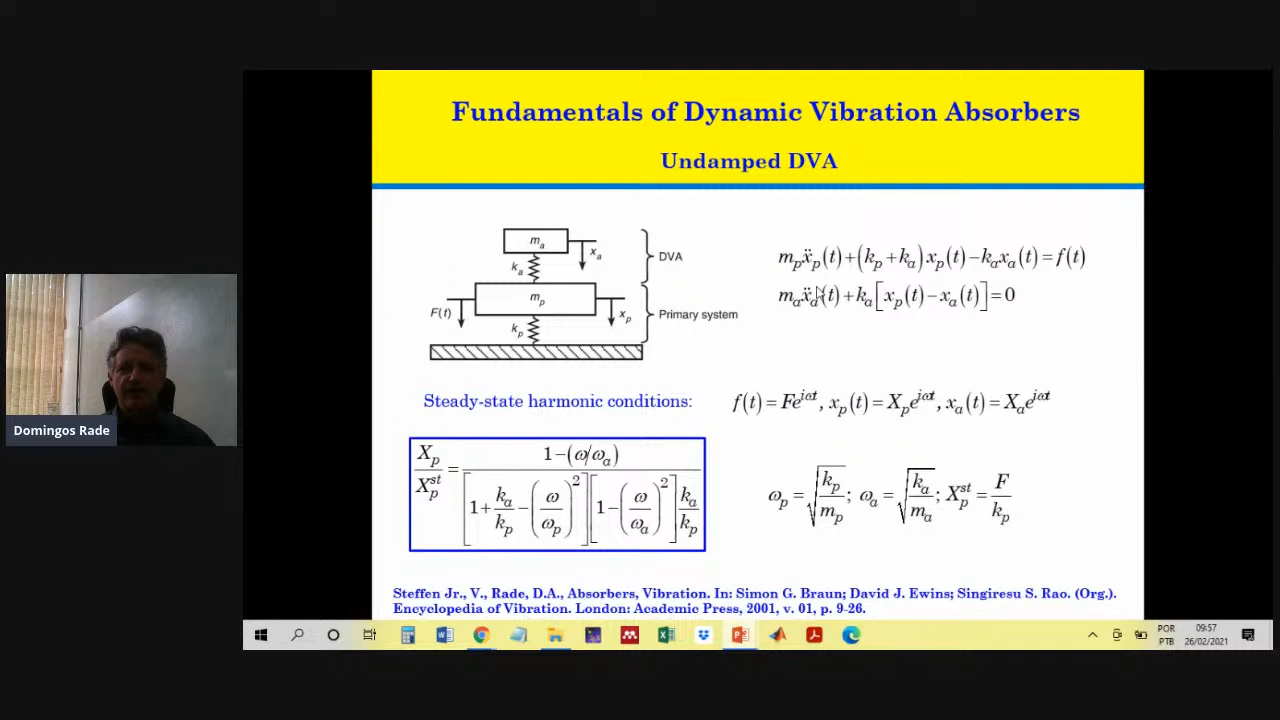 Fundamentals of Dynamic Vibration Absorbers
Undamped DVA
m_a
x_a
k_a
DVA
m_p
F(t)
x_p
k_p
Primary system
m_p ẍ_p(t) + (k_p + k_a) x_p(t) − k_a x_a(t) = f(t)
m_a ẍ_a(t) + k_a [x_p(t) − x_a(t)] = 0
Steady-state harmonic conditions:
f(t) = Fe^{iωt}, x_p(t) = X_p e^{iωt}, x_a(t) = X_a e^{iωt}
X_p / X_p^{st} = 1 − (ω/ω_a) / [1 + k_a/k_p − (ω/ω_p)^2] [1 − (ω/ω_a)^2] k_a/k_p
ω_p = √(k_p/m_p); ω_a = √(k_a/m_a); X_p^{st} = F/k_p
Steffen Jr., V., Rade, D.A., Absorbers, Vibration. In: Simon G. Braun; David J. Ewins; Singiresu S. Rao. (Org.).
Encyclopedia of Vibration. London: Academic Press, 2001, v. 01, p. 9-26.
Domingos Rade
POR
PTB
09:57
26/02/2021